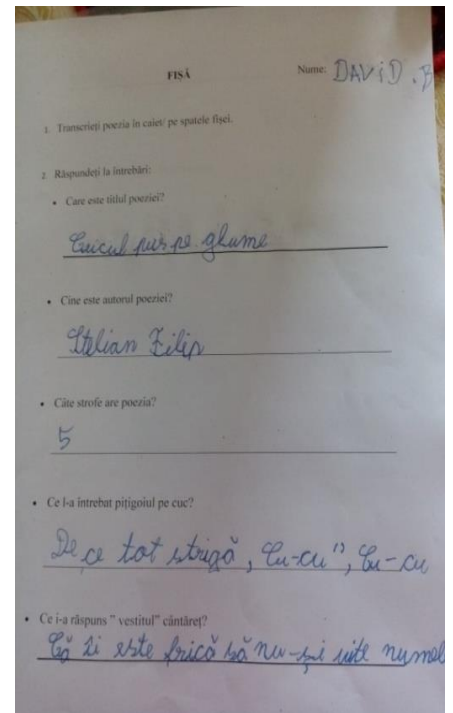 FISĂ
Nume: DAVID.B
1. Transcrieți poezia în caiet/ pe spatele fișei.
2. Răspundeți la întrebări:
• Care este titlul poeziei?
Cucul pus pe glume
• Cine este autorul poeziei?
Stelian Filip
• Câte strofe are poezia?
5
• Ce l-a întrebat pițigoiul pe cuc?
De ce tot strigă „Cu-cu”, Cu-cu
• Ce i-a răspuns ” vestitul” cântăreț?
Că îi este frică să nu-și uite numel